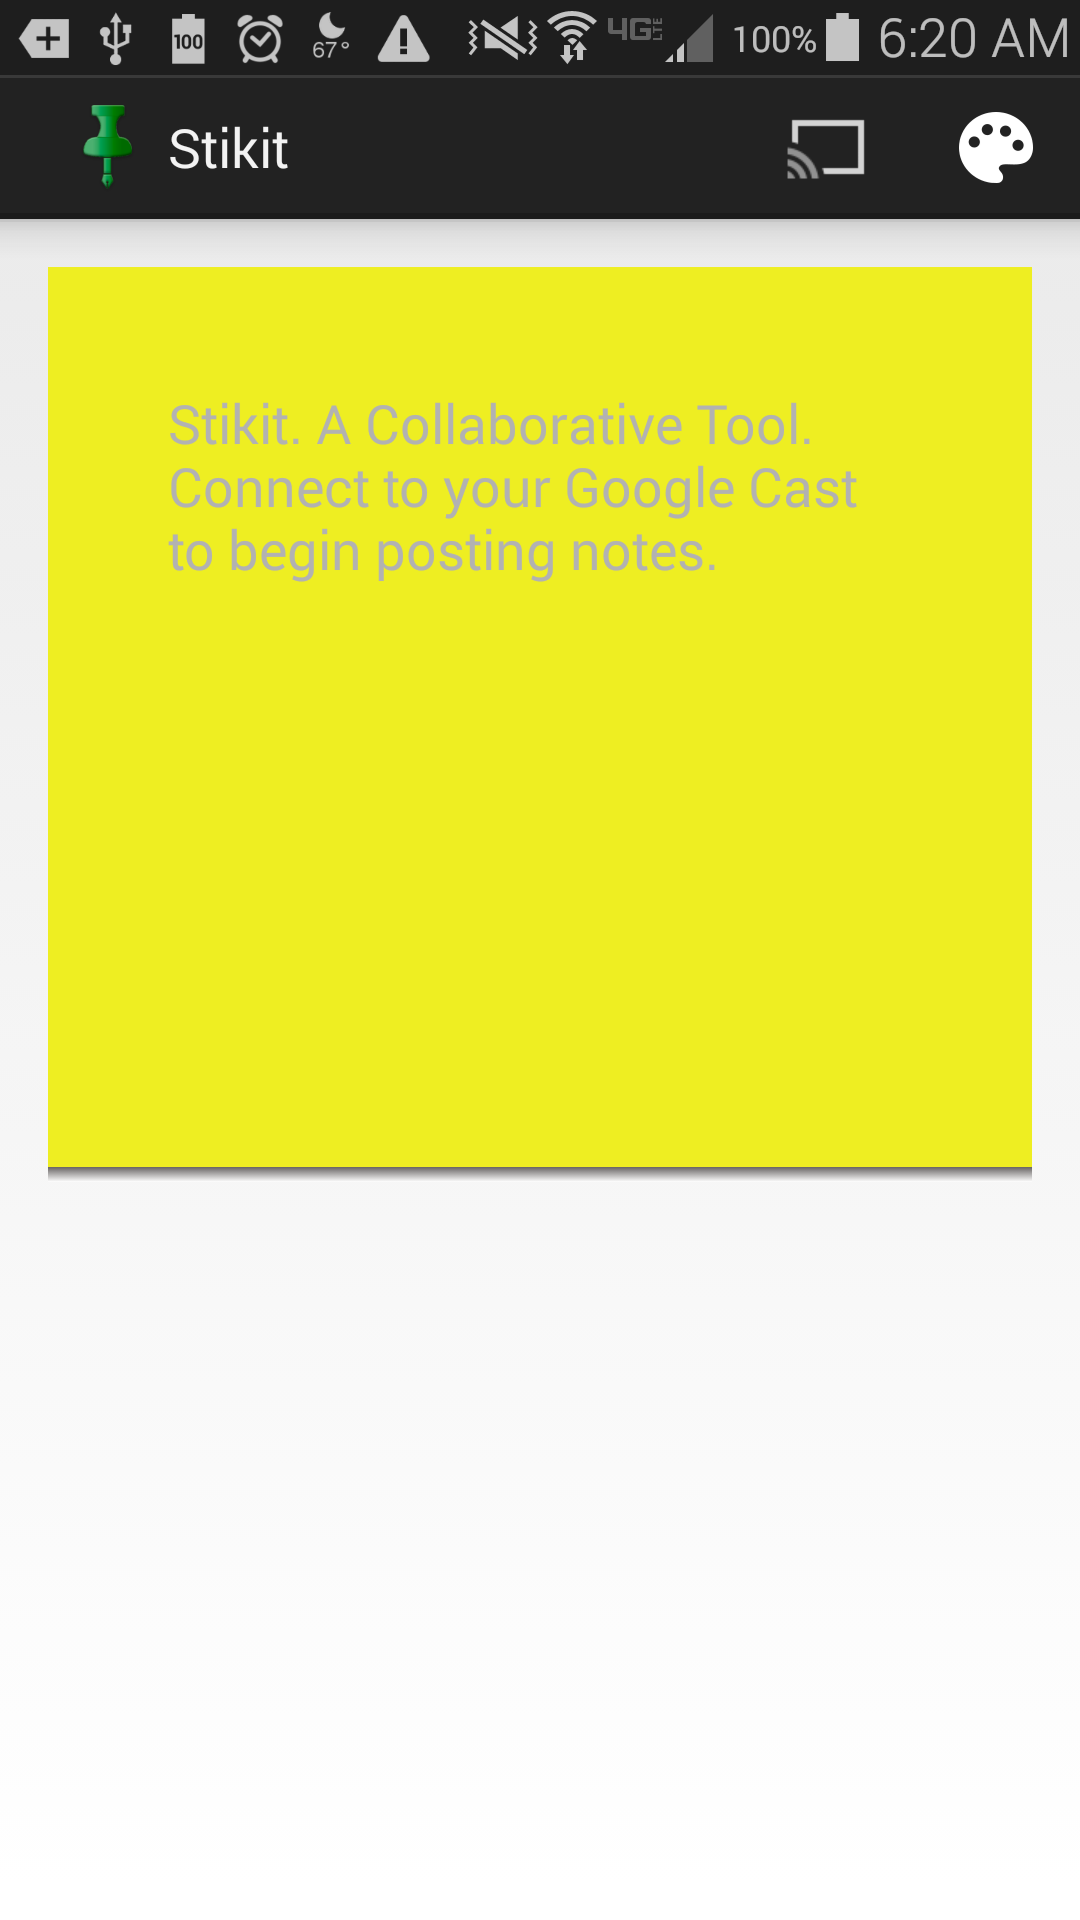 100 67° 4G LTE 100% 6:20 AM
Stikit
Stikit. A Collaborative Tool.
Connect to your Google Cast
to begin posting notes.